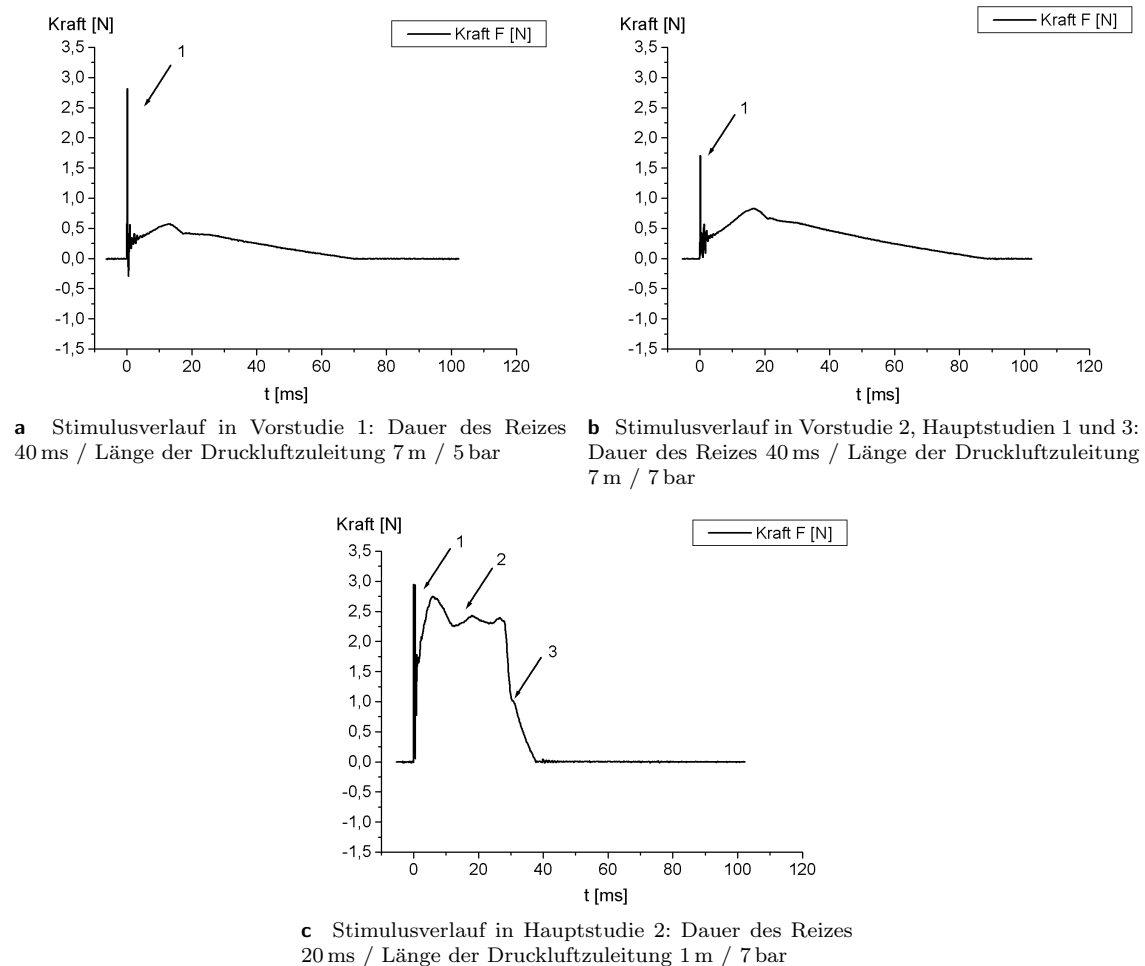 Kraft [N]
Kraft F [N]
1
3,5
3,0
2,5
2,0
1,5
1,0
0,5
0,0
-0,5
-1,0
-1,5
0 20 40 60 80 100 120
t [ms]
a Stimulusverlauf in Vorstudie 1: Dauer des Reizes
40 ms / Länge der Druckluftzuleitung 7 m / 5 bar
Kraft [N]
Kraft F [N]
1
3,5
3,0
2,5
2,0
1,5
1,0
0,5
0,0
-0,5
-1,0
-1,5
0 20 40 60 80 100 120
t [ms]
b Stimulusverlauf in Vorstudie 2, Hauptstudien 1 und 3:
Dauer des Reizes 40 ms / Länge der Druckluftzuleitung
7 m / 7 bar
Kraft [N]
Kraft F [N]
1
2
3
3,5
3,0
2,5
2,0
1,5
1,0
0,5
0,0
-0,5
-1,0
-1,5
0 20 40 60 80 100 120
t [ms]
c Stimulusverlauf in Hauptstudie 2: Dauer des Reizes
20 ms / Länge der Druckluftzuleitung 1 m / 7 bar